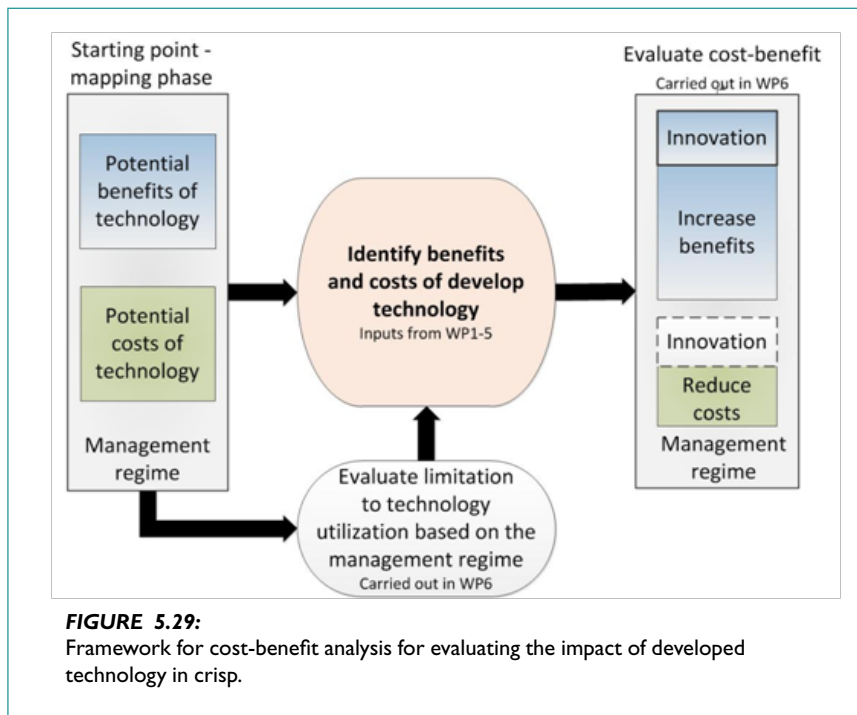 Starting point -
mapping phase
Potential
benefits of
technology
Potential
costs of
technology
Management
regime
Identify benefits
and costs of develop
technology
Inputs from WP1-5
Evaluate limitation
to technology
utilization based on the
management regime
Carried out in WP6
Evaluate cost-benefit
Carried out in WP6
Innovation
Increase
benefits
Innovation
Reduce
costs
Management
regime
FIGURE 5.29:
Framework for cost-benefit analysis for evaluating the impact of developed
technology in crisp.